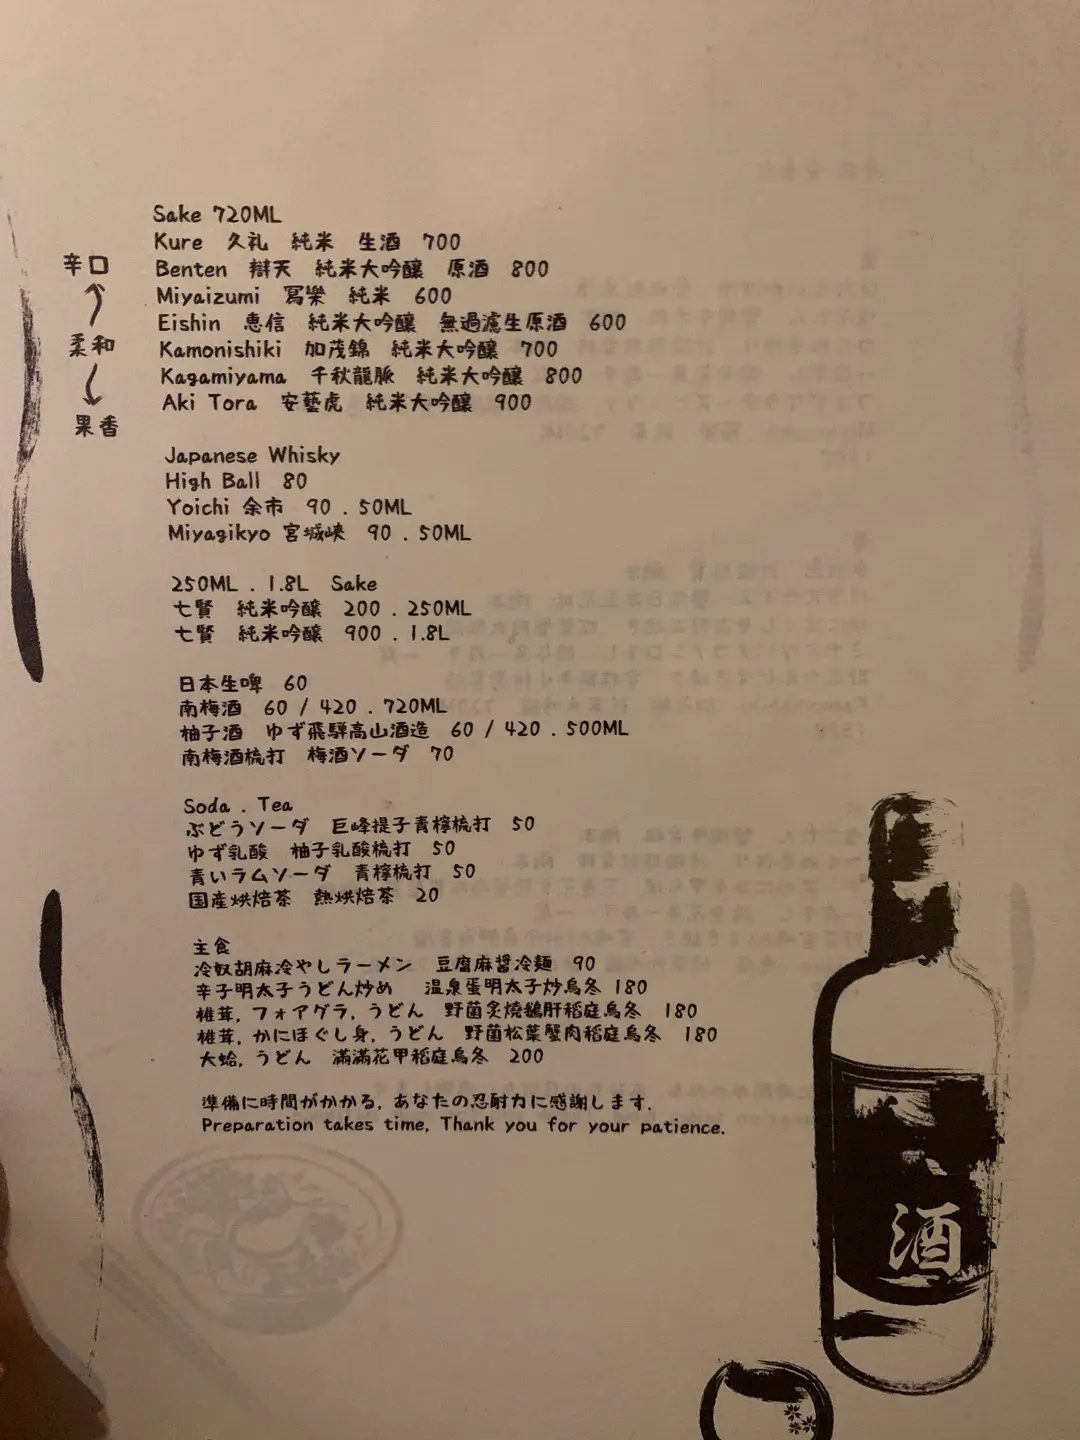 Sake 720ML
Kure 久礼 純米 生酒 700
Benten 辯天 純米大吟釀 原酒 800
Miyaizumi 冩樂 純米 600
Eishin 惠信 純米大吟釀 無過濾生原酒 600
Kamonishiki 加茂錦 純米大吟釀 700
Kagamiyama 千秋龍脈 純米大吟釀 800
Aki Tora 安藝虎 純米大吟釀 900
辛口
柔和
果香
Japanese Whisky
High Ball 80
Yoichi 余市 90 . 50ML
Miyagikyo 宮城峽 90 . 50ML
250ML . 1.8L Sake
七賢 純米吟釀 200 . 250ML
七賢 純米吟釀 900 . 1.8L
日本生啤 60
南梅酒 60 / 420 . 720ML
柚子酒 ゆず飛騨高山酒造 60 / 420 . 500ML
南梅酒梳打 梅酒ソーダ 70
Soda . Tea
ぶどうソーダ 巨峰提子青檸梳打 50
ゆず乳酸 柚子乳酸梳打 50
青いラムソーダ 青檸梳打 50
国産烘焙茶 熱烘焙茶 20
主食
冷奴胡麻冷やしラーメン 豆腐麻醬冷麵 90
辛子明太子うどん炒め 温泉蛋明太子炒烏冬 180
椎茸, フォアグラ, うどん 野菌炙燒鵝肝稻庭烏冬 180
椎茸, かにほぐし身, うどん 野菌松葉蟹肉稻庭烏冬 180
大蛤, うどん 滿滿花甲稻庭烏冬 200
準備に時間がかかる, あなたの忍耐力に感謝します.
Preparation takes time, Thank you for your patience.
酒